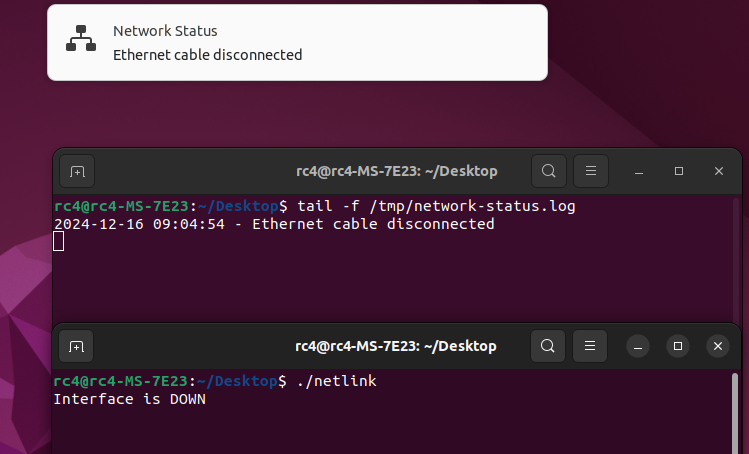 Network Status
Ethernet cable disconnected
rc4@rc4-MS-7E23: ~/Desktop
rc4@rc4-MS-7E23:~/Desktop$ tail -f /tmp/network-status.log
2024-12-16 09:04:54 - Ethernet cable disconnected
rc4@rc4-MS-7E23: ~/Desktop
rc4@rc4-MS-7E23:~/Desktop$ ./netlink
Interface is DOWN